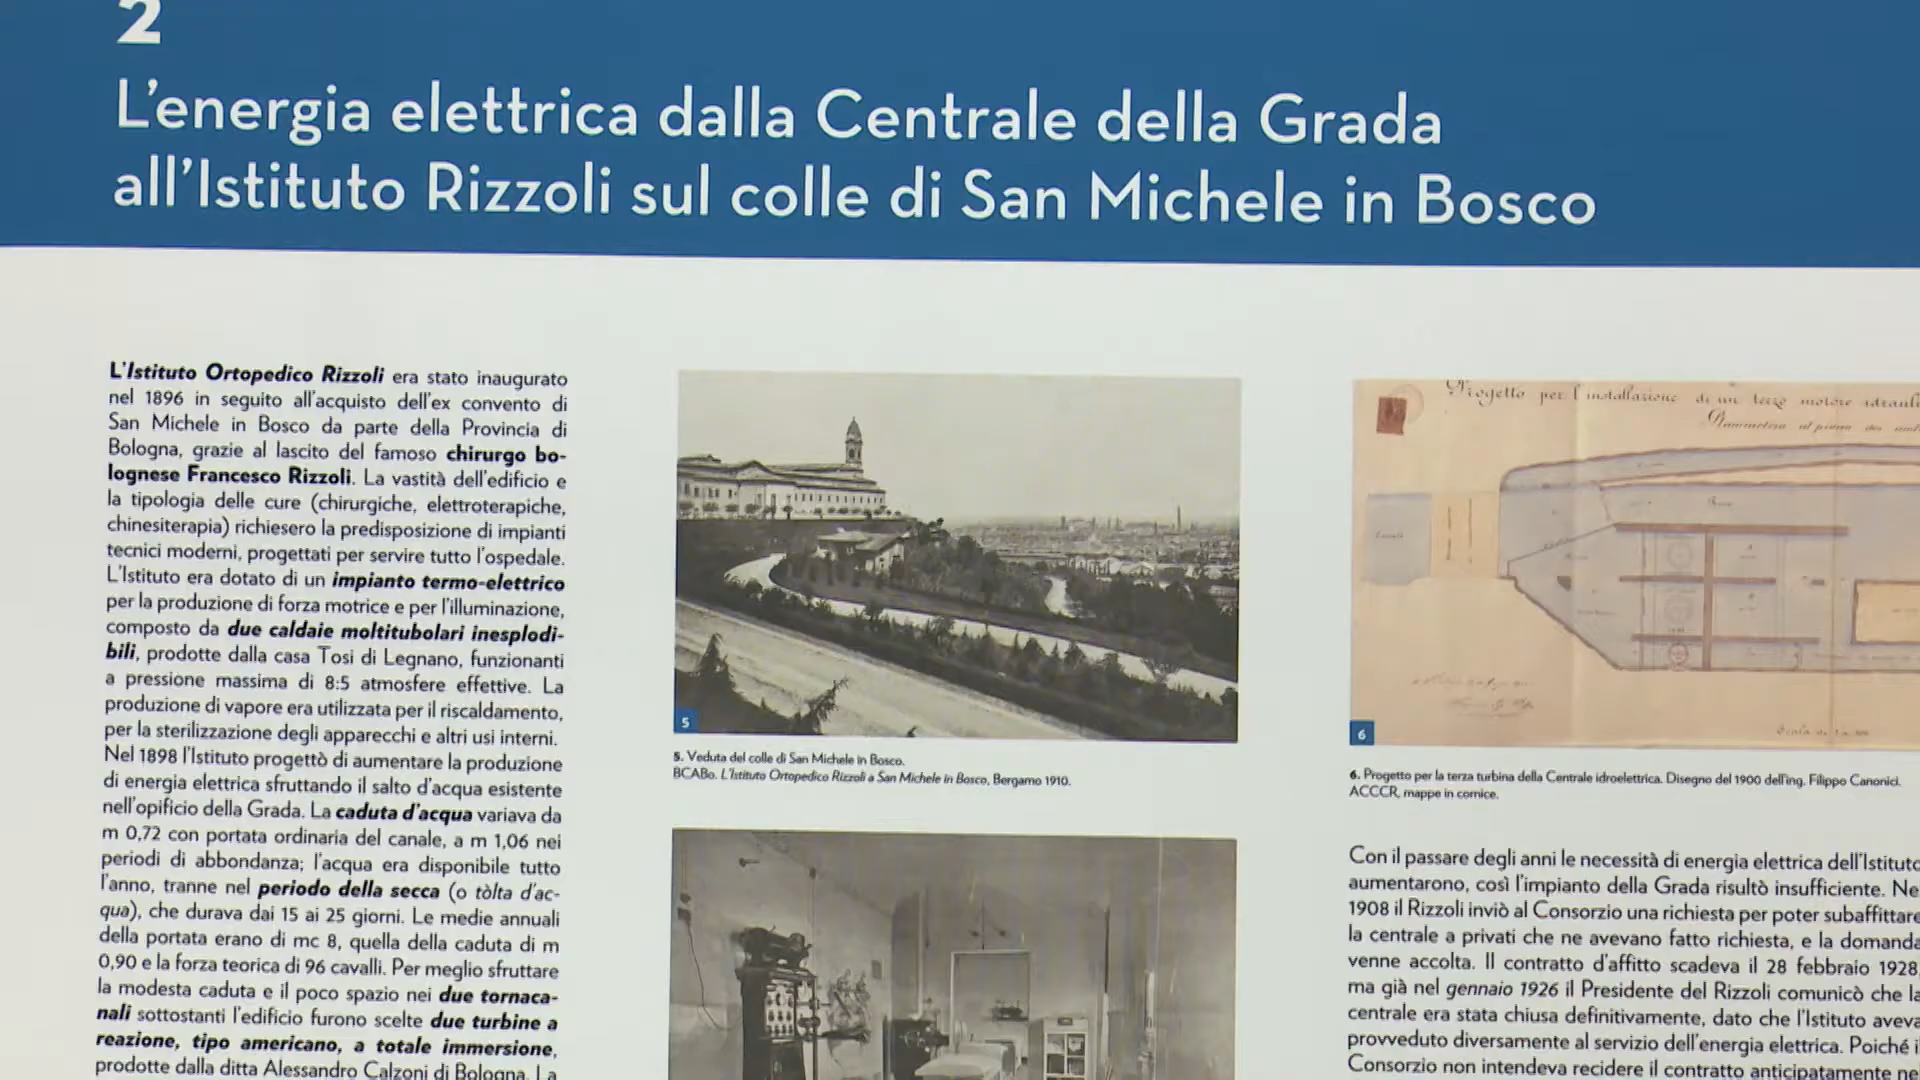 2
L'energia elettrica dalla Centrale della Grada
all'Istituto Rizzoli sul colle di San Michele in Bosco
L'Istituto Ortopedico Rizzoli era stato inaugurato
nel 1896 in seguito all'acquisto dell'ex convento di
San Michele in Bosco da parte della Provincia di
Bologna, grazie al lascito del famoso chirurgo bo-
lognese Francesco Rizzoli. La vastità dell'edificio e
la tipologia delle cure (chirurgiche, elettroterapiche,
chinesiterapia) richiesero la predisposizione di impianti
tecnici moderni, progettati per servire tutto l'ospedale.
L'Istituto era dotato di un impianto termo-elettrico
per la produzione di forza motrice e per l'illuminazione,
composto da due caldaie moltitubolari inesplodi-
bili, prodotte dalla casa Tosi di Legnano, funzionanti
a pressione massima di 8:5 atmosfere effettive. La
produzione di vapore era utilizzata per il riscaldamento,
per la sterilizzazione degli apparecchi e altri usi interni.
Nel 1898 l'Istituto progettò di aumentare la produzione
di energia elettrica sfruttando il salto d'acqua esistente
nell'opificio della Grada. La caduta d'acqua variava da
m 0,72 con portata ordinaria del canale, a m 1,06 nei
periodi di abbondanza; l'acqua era disponibile tutto
l'anno, tranne nel periodo della secca (o tòlta d'ac-
qua), che durava dai 15 ai 25 giorni. Le medie annuali
della portata erano di mc 8, quella della caduta di m
0,90 e la forza teorica di 96 cavalli. Per meglio sfruttare
la modesta caduta e il poco spazio nei due tornaca-
nali sottostanti l'edificio furono scelte due turbine a
reazione, tipo americano, a totale immersione,
prodotte dalla ditta Alessandro Calzoni di Bologna. La
5
5. Veduta del colle di San Michele in Bosco.
BCABo. L'Istituto Ortopedico Rizzoli a San Michele in Bosco, Bergamo 1910.
Progetto per l'installazione di un terzo motore idrauli
6
6. Progetto per la terza turbina della Centrale idroelettrica. Disegno del 1900 dell'ing. Filippo Canonici.
ACCCR, mappe in cornice.
Con il passare degli anni le necessità di energia elettrica dell'Istituto
aumentarono, così l'impianto della Grada risultò insufficiente. Ne
1908 il Rizzoli inviò al Consorzio una richiesta per poter subaffittare
la centrale a privati che ne avevano fatto richiesta, e la domanda
venne accolta. Il contratto d'affitto scadeva il 28 febbraio 1928,
ma già nel gennaio 1926 il Presidente del Rizzoli comunicò che la
centrale era stata chiusa definitivamente, dato che l'Istituto aveva
provveduto diversamente al servizio dell'energia elettrica. Poiché i
Consorzio non intendeva recidere il contratto anticipatamente ne